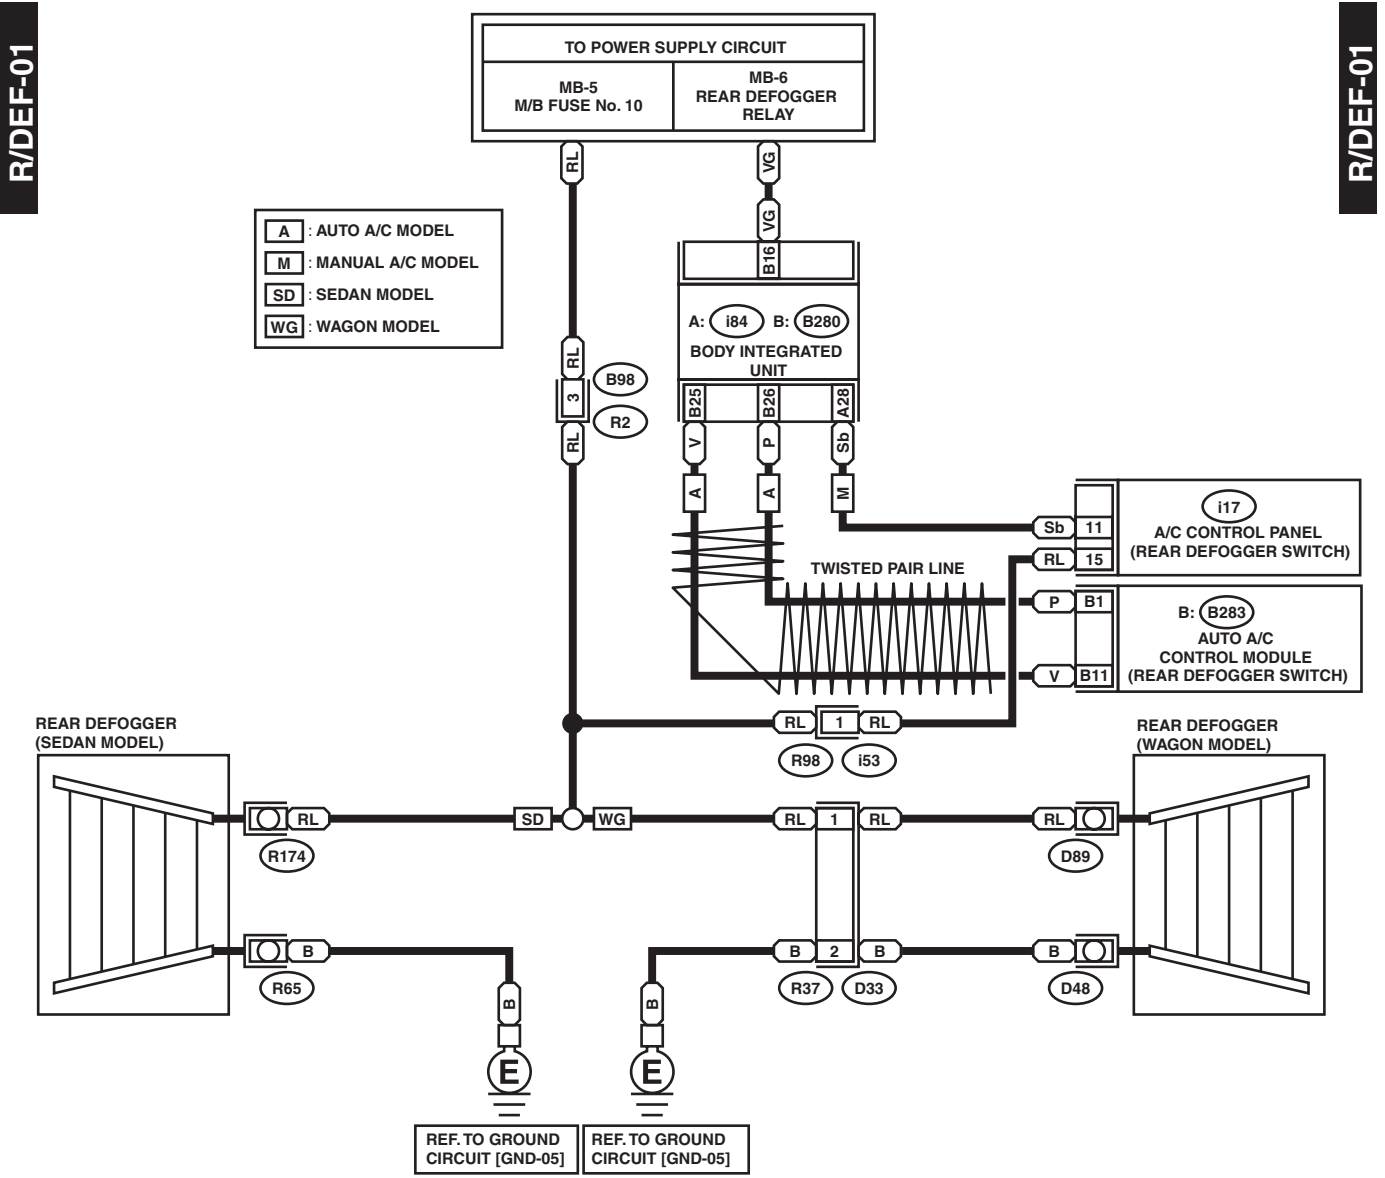 R/DEF-01
R/DEF-01
TO POWER SUPPLY CIRCUIT
MB-5
M/B FUSE No. 10
MB-6
REAR DEFOGGER
RELAY
RL
VG
VG
B16
A : AUTO A/C MODEL
M : MANUAL A/C MODEL
SD : SEDAN MODEL
WG : WAGON MODEL
A: i84 B: B280
BODY INTEGRATED
UNIT
RL
3
B98
R2
RL
B25
B26
A28
V
P
Sb
A
A
M
Sb 11
RL 15
i17
A/C CONTROL PANEL
(REAR DEFOGGER SWITCH)
TWISTED PAIR LINE
P B1
V B11
B: B283
AUTO A/C
CONTROL MODULE
(REAR DEFOGGER SWITCH)
RL 1 RL
R98 i53
REAR DEFOGGER
(SEDAN MODEL)
REAR DEFOGGER
(WAGON MODEL)
RL
SD
WG
RL 1 RL
RL
R174
D89
B
B 2 B
B
R65
R37 D33
D48
B
B
E
E
REF. TO GROUND
CIRCUIT [GND-05]
REF. TO GROUND
CIRCUIT [GND-05]